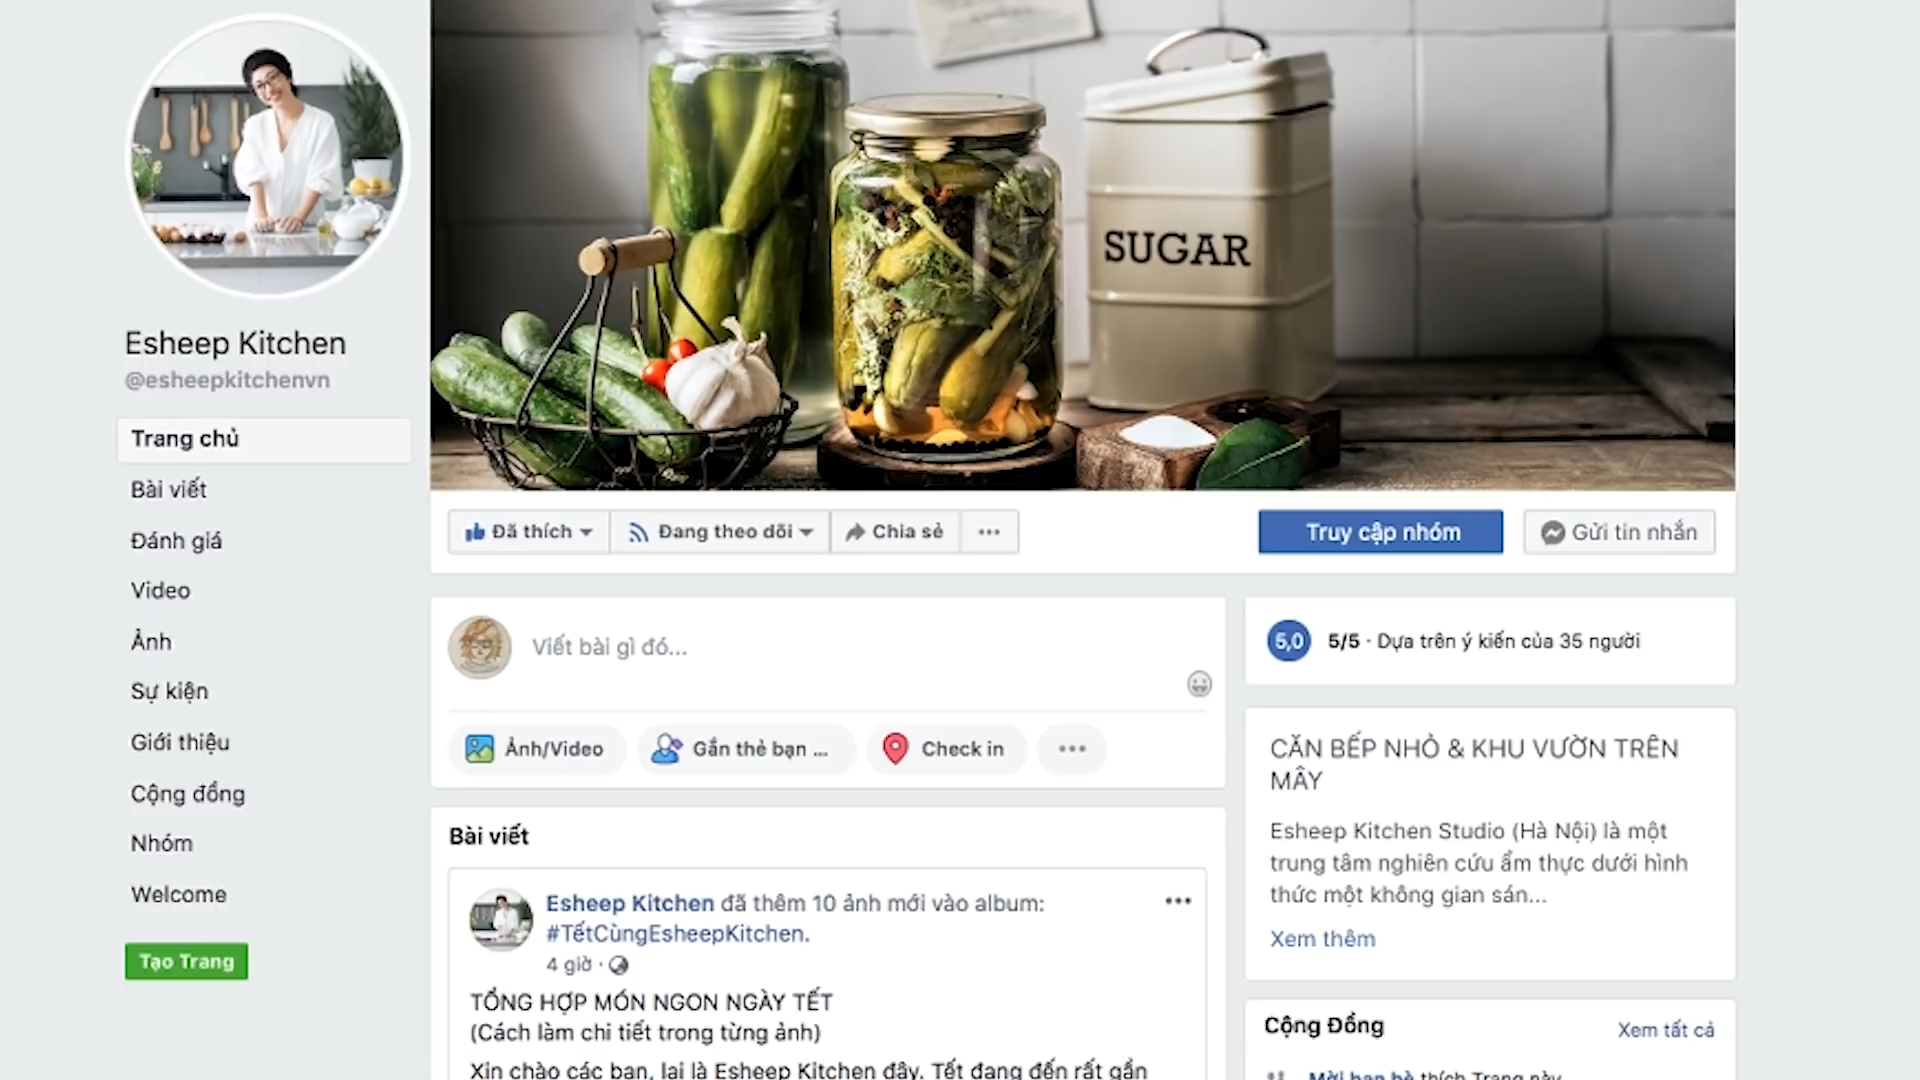 SUGAR
Esheep Kitchen
@esheepkitchenvn
Trang chủ
Bài viết
Đánh giá
Video
Ảnh
Sự kiện
Giới thiệu
Cộng đồng
Nhóm
Welcome
Tạo Trang
Đã thích
Đang theo dõi
Chia sẻ
Truy cập nhóm
Gửi tin nhắn
Viết bài gì đó...
Ảnh/Video
Gắn thẻ bạn ...
Check in
Bài viết
Esheep Kitchen đã thêm 10 ảnh mới vào album:
#TếtCùngEsheepKitchen.
4 giờ ·
TỔNG HỢP MÓN NGON NGÀY TẾT
(Cách làm chi tiết trong từng ảnh)
Xin chào các bạn, lại là Esheep Kitchen đây. Tết đang đến rất gần
5,0 5/5 · Dựa trên ý kiến của 35 người
CĂN BẾP NHỎ & KHU VƯỜN TRÊN
MÂY
Esheep Kitchen Studio (Hà Nội) là một
trung tâm nghiên cứu ẩm thực dưới hình
thức một không gian sán...
Xem thêm
Cộng Đồng
Xem tất cả
Mời bạn bè thích Trang này